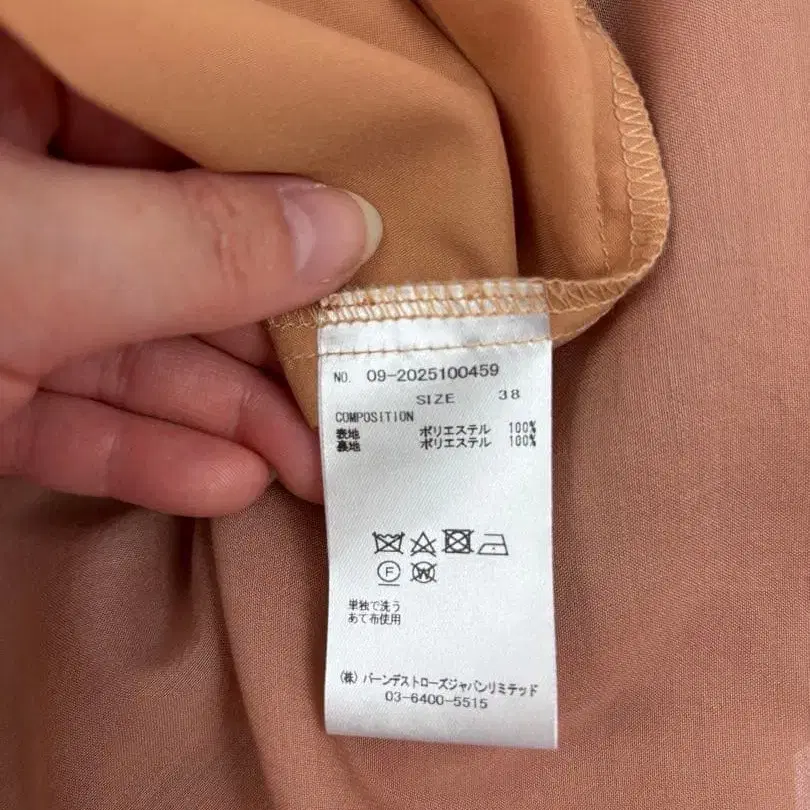 NO. 09-2025100459
SIZE 38
COMPOSITION
表地 ポリエステル 100%
裏地 ポリエステル 100%
F W
単独で洗う
あて布使用
(株) バーンデストローズジャパンリミテッド
03-6400-5515